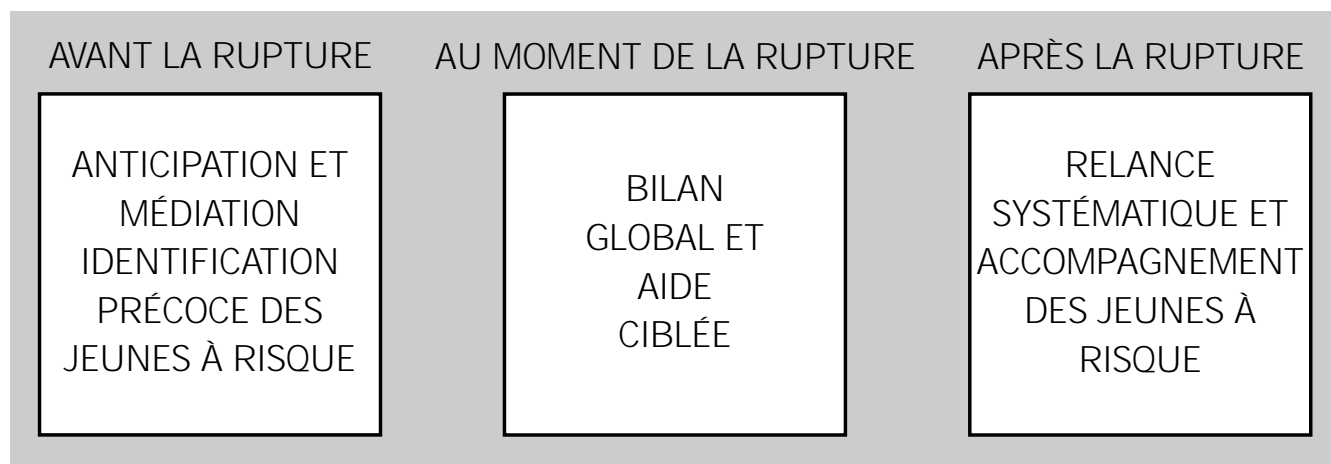 AVANT LA RUPTURE
ANTICIPATION ET
MÉDIATION
IDENTIFICATION
PRÉCOCE DES
JEUNES À RISQUE
AU MOMENT DE LA RUPTURE
BILAN
GLOBAL ET
AIDE
CIBLÉE
APRÈS LA RUPTURE
RELANCE
SYSTÉMATIQUE ET
ACCOMPAGNEMENT
DES JEUNES À
RISQUE